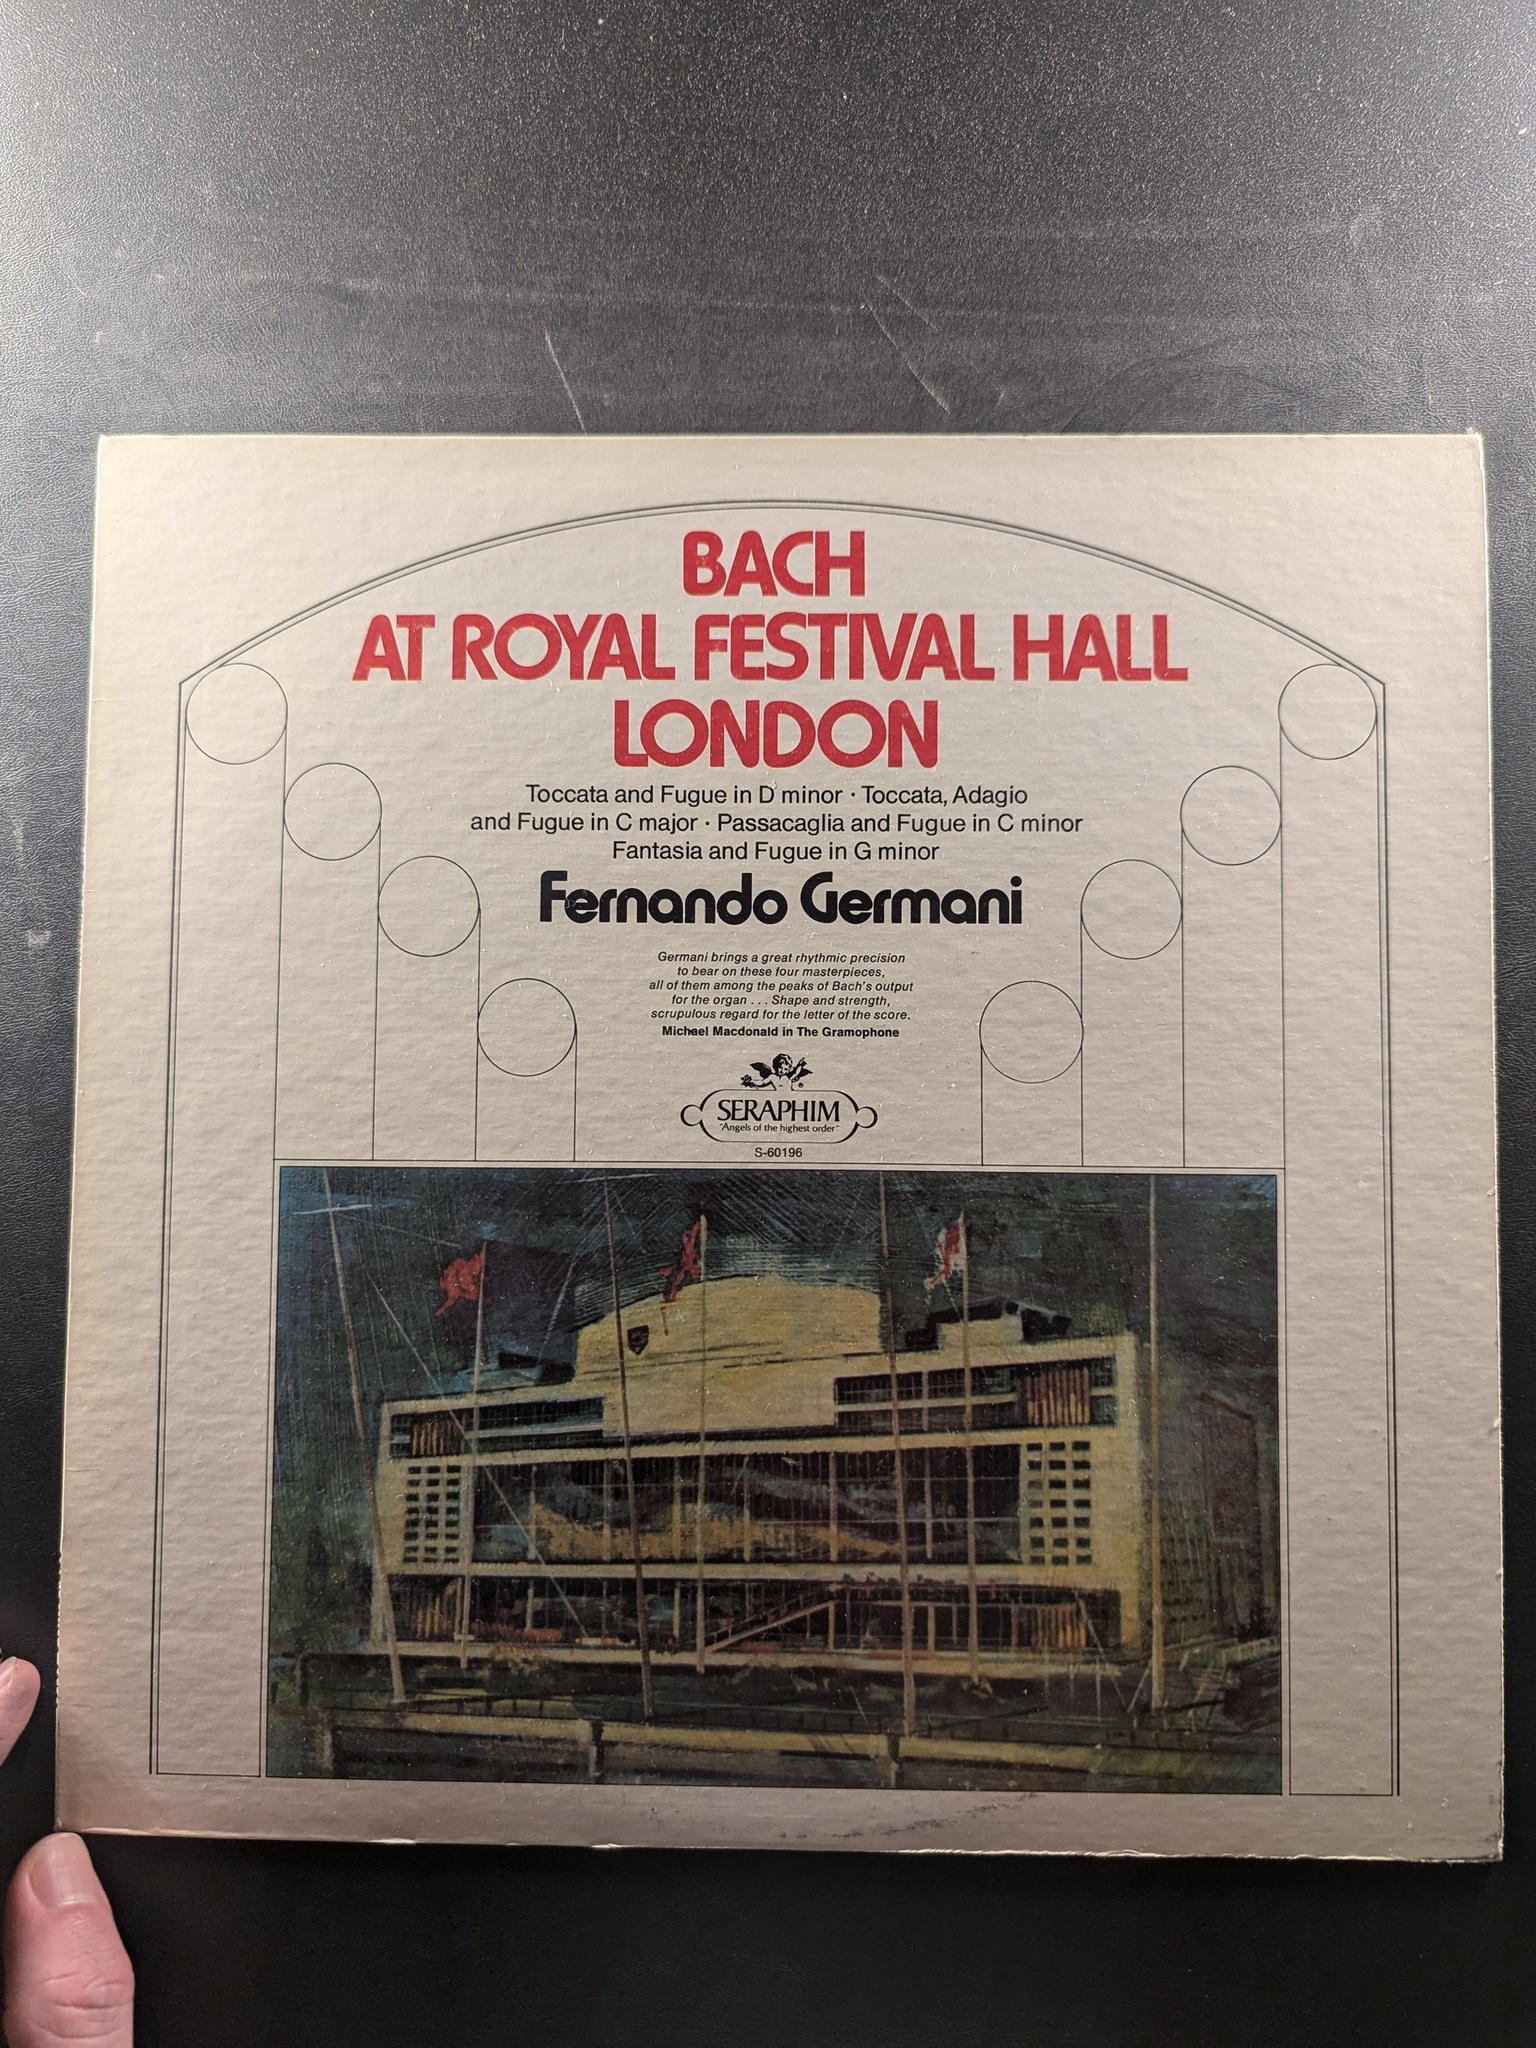 BACH
AT ROYAL FESTIVAL HALL
LONDON
Toccata and Fugue in D minor · Toccata, Adagio
and Fugue in C major · Passacaglia and Fugue in C minor
Fantasia and Fugue in G minor
Fernando Germani
Germani brings a great rhythmic precision
to bear on these four masterpieces,
all of them among the peaks of Bach's output
for the organ . . . Shape and strength,
scrupulous regard for the letter of the score.
Michael Macdonald in The Gramophone
®
SERAPHIM
"Angels of the highest order"
S-60196